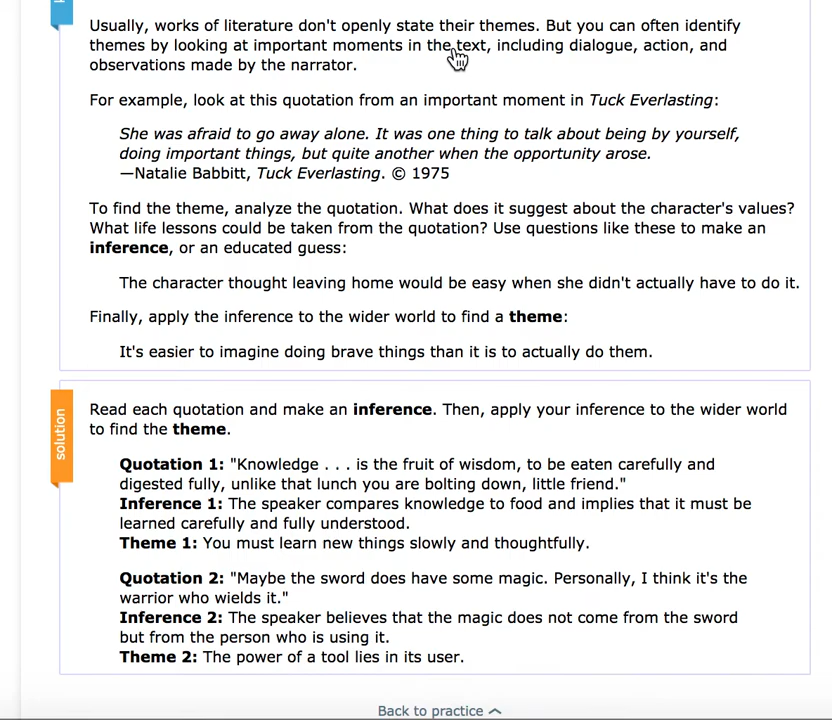 Usually, works of literature don't openly state their themes. But you can often identify
themes by looking at important moments in the text, including dialogue, action, and
observations made by the narrator.
For example, look at this quotation from an important moment in Tuck Everlasting:
She was afraid to go away alone. It was one thing to talk about being by yourself,
doing important things, but quite another when the opportunity arose.
—Natalie Babbitt, Tuck Everlasting. © 1975
To find the theme, analyze the quotation. What does it suggest about the character's values?
What life lessons could be taken from the quotation? Use questions like these to make an
inference, or an educated guess:
The character thought leaving home would be easy when she didn't actually have to do it.
Finally, apply the inference to the wider world to find a theme:
It's easier to imagine doing brave things than it is to actually do them.
solution
Read each quotation and make an inference. Then, apply your inference to the wider world
to find the theme.
Quotation 1: "Knowledge . . . is the fruit of wisdom, to be eaten carefully and
digested fully, unlike that lunch you are bolting down, little friend."
Inference 1: The speaker compares knowledge to food and implies that it must be
learned carefully and fully understood.
Theme 1: You must learn new things slowly and thoughtfully.
Quotation 2: "Maybe the sword does have some magic. Personally, I think it's the
warrior who wields it."
Inference 2: The speaker believes that the magic does not come from the sword
but from the person who is using it.
Theme 2: The power of a tool lies in its user.
Back to practice